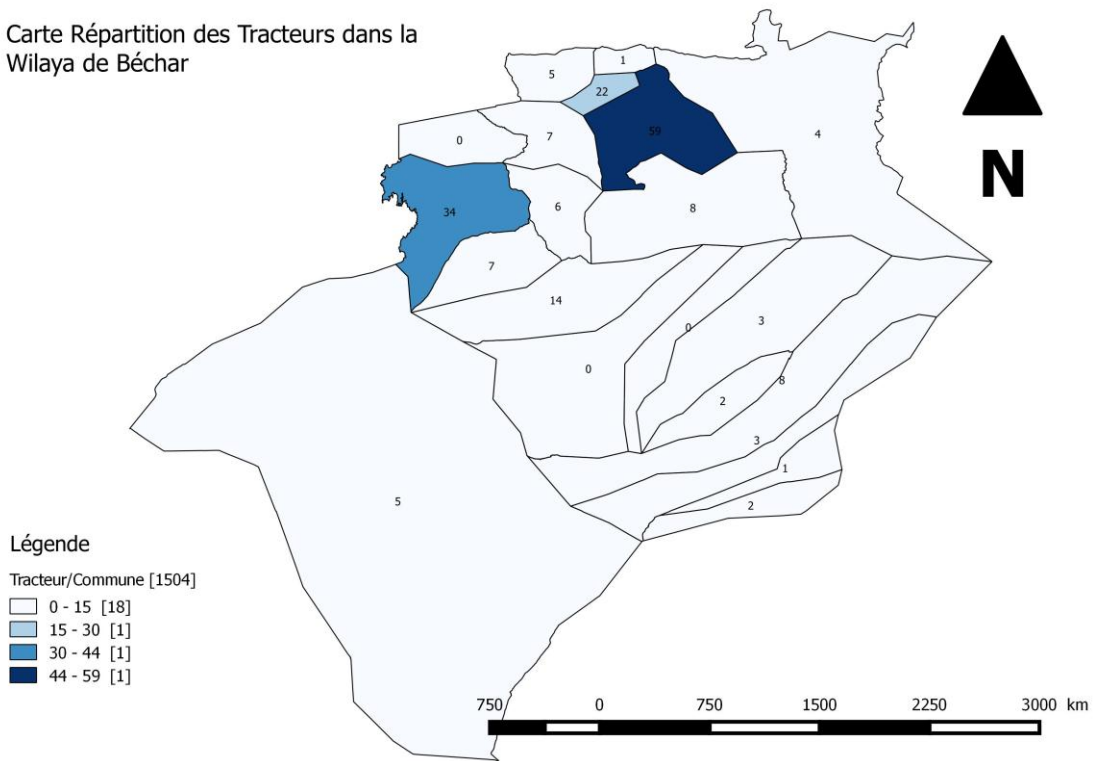 Carte Répartition des Tracteurs dans la
Wilaya de Béchar
N
1
5
22
59
4
7
0
6
34
8
7
14
3
0
0
8
2
3
1
2
5
Légende
Tracteur/Commune [1504]
0 - 15 [18]
15 - 30 [1]
30 - 44 [1]
44 - 59 [1]
750 0 750 1500 2250 3000 km